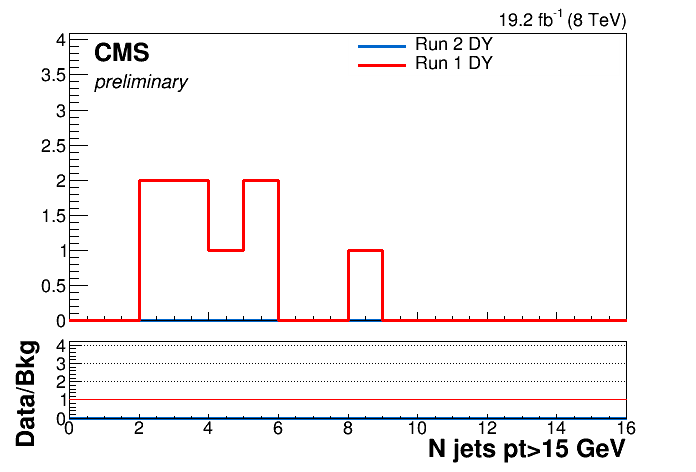 19.2 fb-1 (8 TeV)
CMS
preliminary
Run 2 DY
Run 1 DY
4
3.5
3
2.5
2
1.5
1
0.5
0
Data/Bkg
4
3
2
1
0
0 2 4 6 8 10 12 14 16
N jets pt>15 GeV